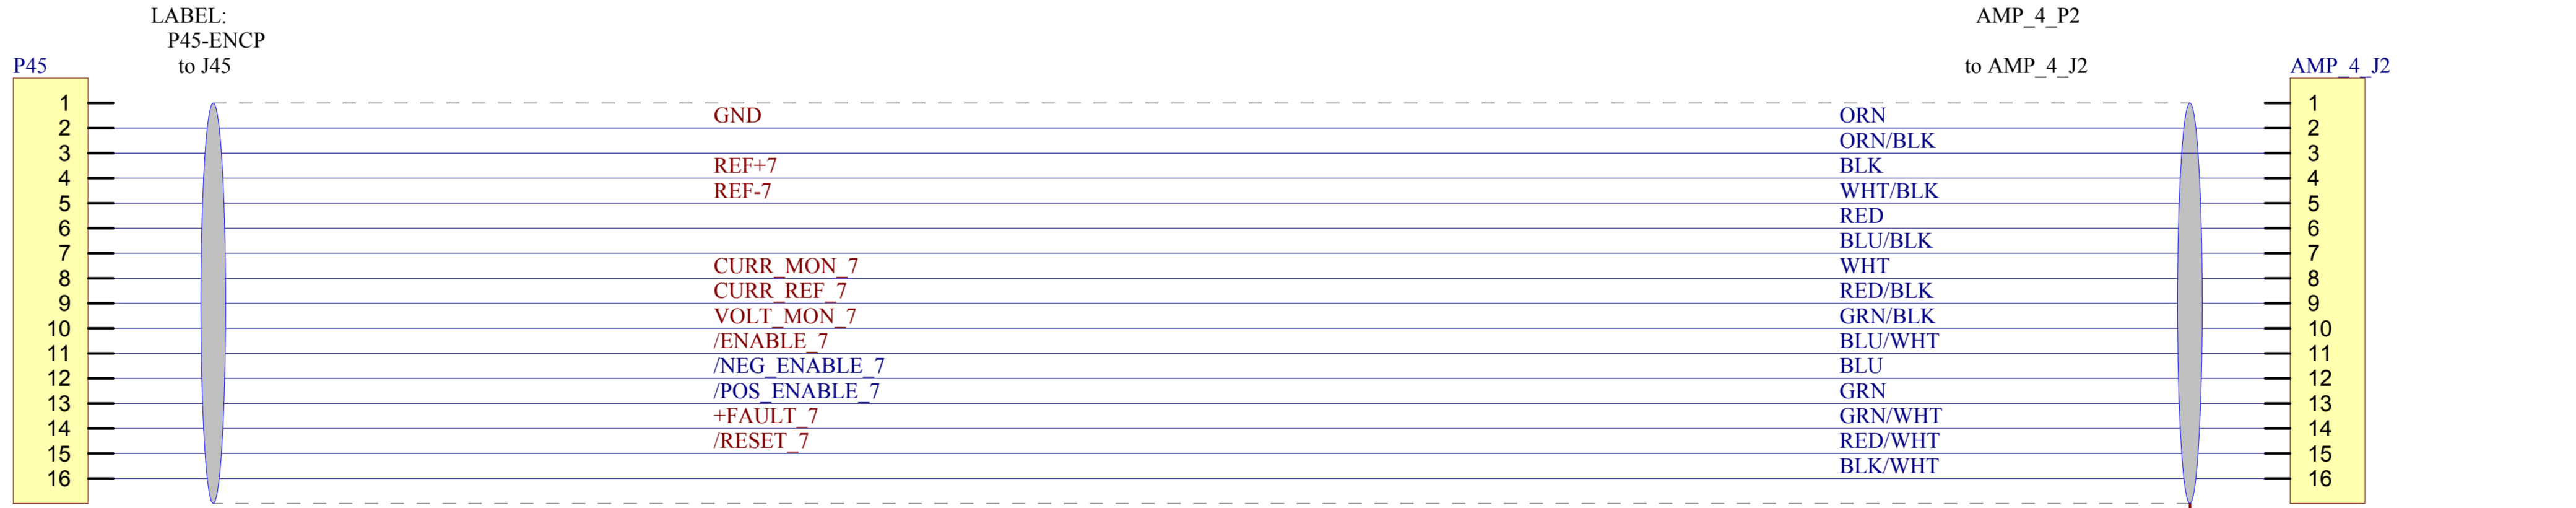 LABEL: AMP_4_P2
P45-ENCP
P45 to J45 to AMP_4_J2 AMP_4_J2
1 1
GND ORN
2 2
ORN/BLK
3 3
REF+7 BLK
4 4
REF-7 WHT/BLK
5 5
RED
6 6
BLU/BLK
7 7
CURR_MON_7 WHT
8 8
CURR_REF_7 RED/BLK
9 9
VOLT_MON_7 GRN/BLK
10 10
/ENABLE_7 BLU/WHT
11 11
/NEG_ENABLE_7 BLU
12 12
/POS_ENABLE_7 GRN
13 13
+FAULT_7 GRN/WHT
14 14
/RESET_7 RED/WHT
15 15
BLK/WHT
16 16